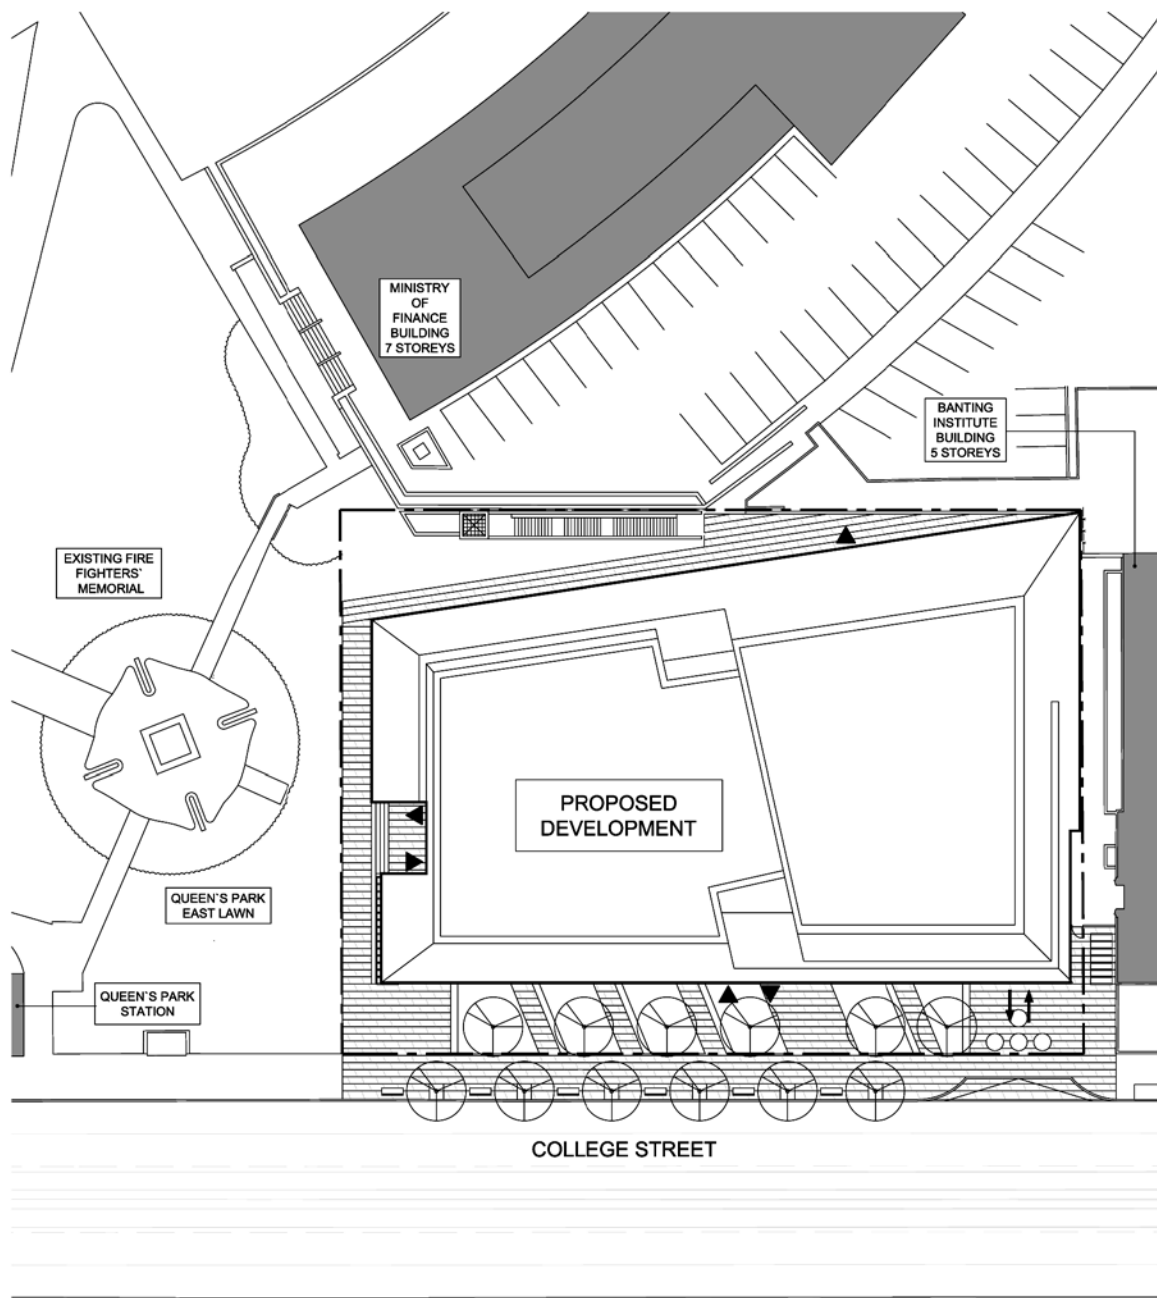 MINISTRY
OF
FINANCE
BUILDING
7 STOREYS
BANTING
INSTITUTE
BUILDING
5 STOREYS
EXISTING FIRE
FIGHTERS'
MEMORIAL
PROPOSED
DEVELOPMENT
QUEEN'S PARK
EAST LAWN
QUEEN'S PARK
STATION
COLLEGE STREET